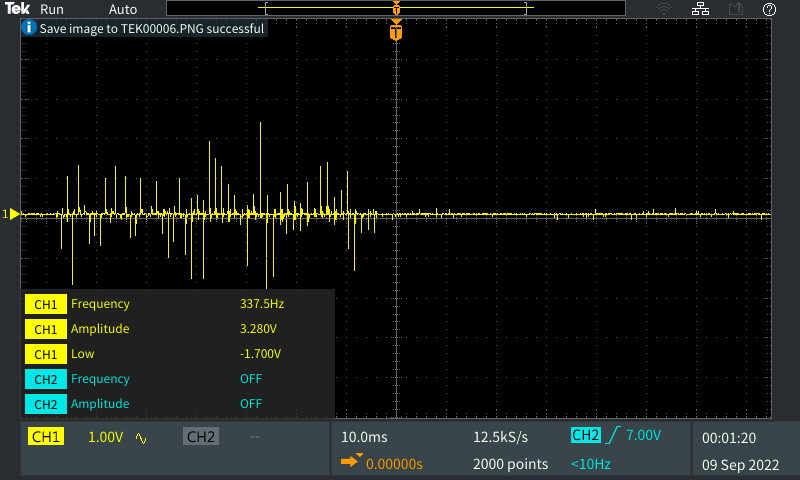 Tek Run Auto T
Save image to TEK00006.PNG successful
T
1
CH1 Frequency 337.5Hz
CH1 Amplitude 3.280V
CH1 Low -1.700V
CH2 Frequency OFF
CH2 Amplitude OFF
CH1 1.00V CH2 -- 10.0ms 12.5kS/s CH2 7.00V 00:01:20
0.00000s 2000 points <10Hz 09 Sep 2022